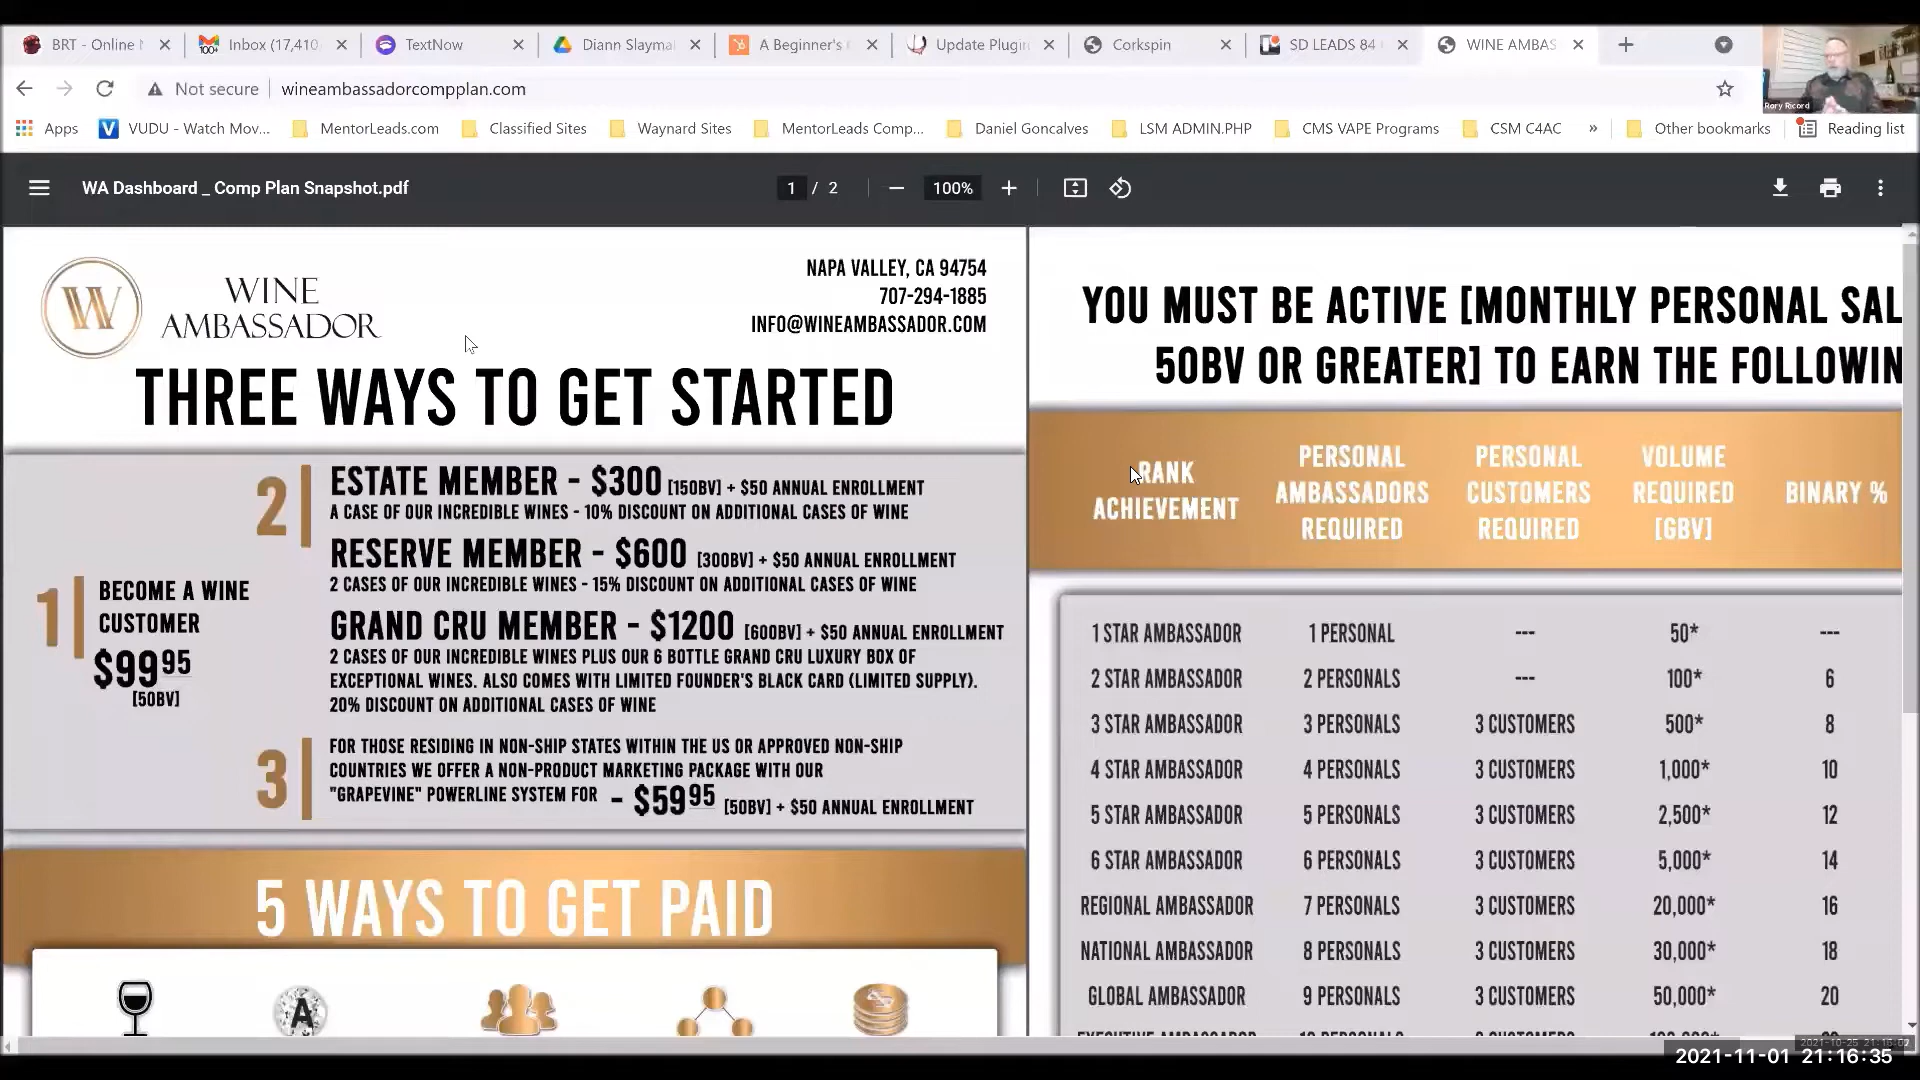 BRT - Online
Inbox (17,410
TextNow
Diann Slayma
A Beginner's
Update Plugin
Corkspin
SD LEADS 84
WINE AMBAS
Not secure
wineambassadorcompplan.com
Rory Ricord
Apps
VUDU - Watch Mov...
MentorLeads.com
Classified Sites
Waynard Sites
MentorLeads Comp...
Daniel Goncalves
LSM ADMIN.PHP
CMS VAPE Programs
CSM C4AC
»
Other bookmarks
Reading list
WA Dashboard _ Comp Plan Snapshot.pdf
1 / 2
100%
W
WINE
AMBASSADOR
NAPA VALLEY, CA 94754
707-294-1885
INFO@WINEAMBASSADOR.COM
THREE WAYS TO GET STARTED
1
BECOME A WINE
CUSTOMER
$99 95
[50BV]
2
ESTATE MEMBER - $300 [150BV] + $50 ANNUAL ENROLLMENT
A CASE OF OUR INCREDIBLE WINES - 10% DISCOUNT ON ADDITIONAL CASES OF WINE
RESERVE MEMBER - $600 [300BV] + $50 ANNUAL ENROLLMENT
2 CASES OF OUR INCREDIBLE WINES - 15% DISCOUNT ON ADDITIONAL CASES OF WINE
GRAND CRU MEMBER - $1200 [600BV] + $50 ANNUAL ENROLLMENT
2 CASES OF OUR INCREDIBLE WINES PLUS OUR 6 BOTTLE GRAND CRU LUXURY BOX OF
EXCEPTIONAL WINES. ALSO COMES WITH LIMITED FOUNDER'S BLACK CARD (LIMITED SUPPLY).
20% DISCOUNT ON ADDITIONAL CASES OF WINE
3
FOR THOSE RESIDING IN NON-SHIP STATES WITHIN THE US OR APPROVED NON-SHIP
COUNTRIES WE OFFER A NON-PRODUCT MARKETING PACKAGE WITH OUR
"GRAPEVINE" POWERLINE SYSTEM FOR - $59 95 [50BV] + $50 ANNUAL ENROLLMENT
5 WAYS TO GET PAID
A
YOU MUST BE ACTIVE [MONTHLY PERSONAL SAL
50BV OR GREATER] TO EARN THE FOLLOWIN
RANK
ACHIEVEMENT
PERSONAL
AMBASSADORS
REQUIRED
PERSONAL
CUSTOMERS
REQUIRED
VOLUME
REQUIRED
[GBV]
BINARY %
1 STAR AMBASSADOR 1 PERSONAL --- 50* ---
2 STAR AMBASSADOR 2 PERSONALS --- 100* 6
3 STAR AMBASSADOR 3 PERSONALS 3 CUSTOMERS 500* 8
4 STAR AMBASSADOR 4 PERSONALS 3 CUSTOMERS 1,000* 10
5 STAR AMBASSADOR 5 PERSONALS 3 CUSTOMERS 2,500* 12
6 STAR AMBASSADOR 6 PERSONALS 3 CUSTOMERS 5,000* 14
REGIONAL AMBASSADOR 7 PERSONALS 3 CUSTOMERS 20,000* 16
NATIONAL AMBASSADOR 8 PERSONALS 3 CUSTOMERS 30,000* 18
GLOBAL AMBASSADOR 9 PERSONALS 3 CUSTOMERS 50,000* 20
2021-11-01 21:16:35